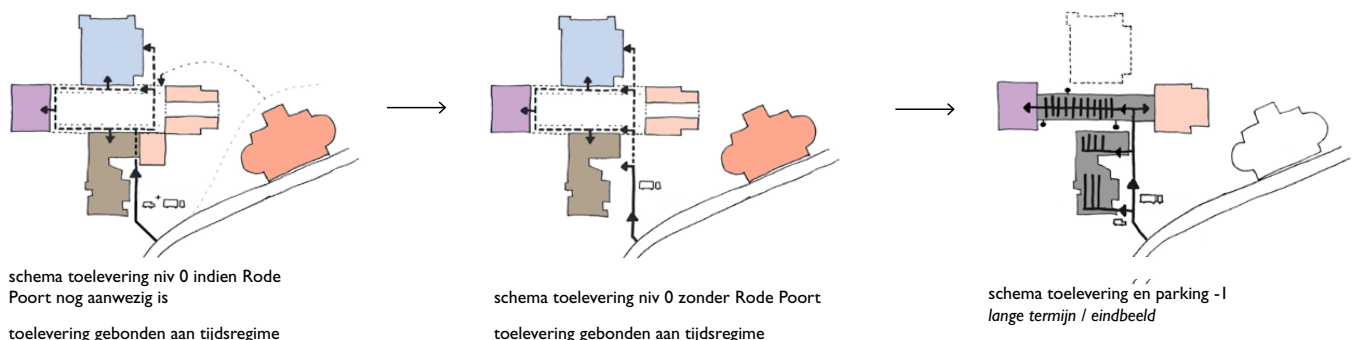 schema toelevering niv 0 indien Rode
Poort nog aanwezig is
toelevering gebonden aan tijdsregime
schema toelevering niv 0 zonder Rode Poort
toelevering gebonden aan tijdsregime
schema toelevering én parking -1
lange termijn / eindbeeld